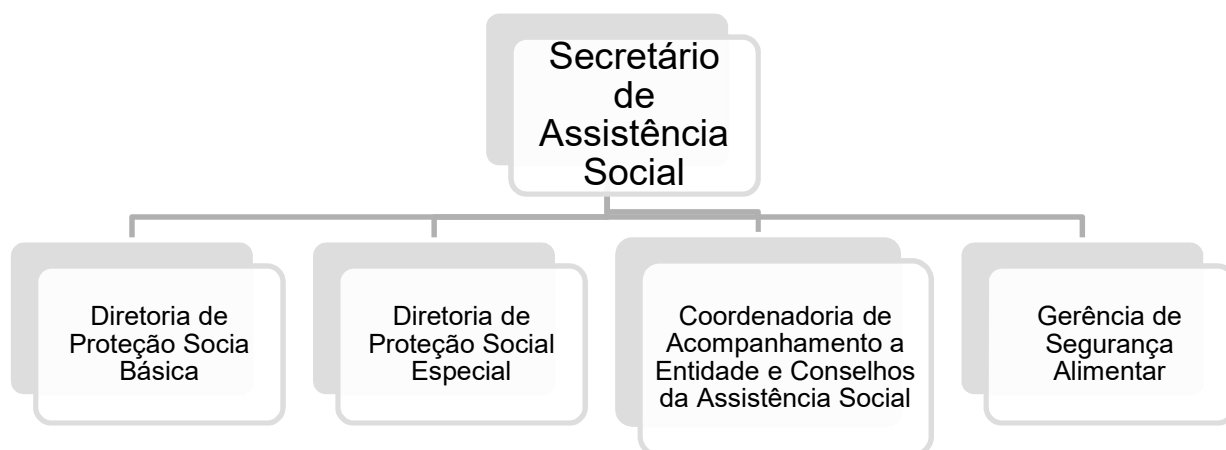 Secretário
de
Assistência
Social
Diretoria de
Proteção Socia
Básica
Diretoria de
Proteção Social
Especial
Coordenadoria de
Acompanhamento a
Entidade e Conselhos
da Assistência Social
Gerência de
Segurança
Alimentar